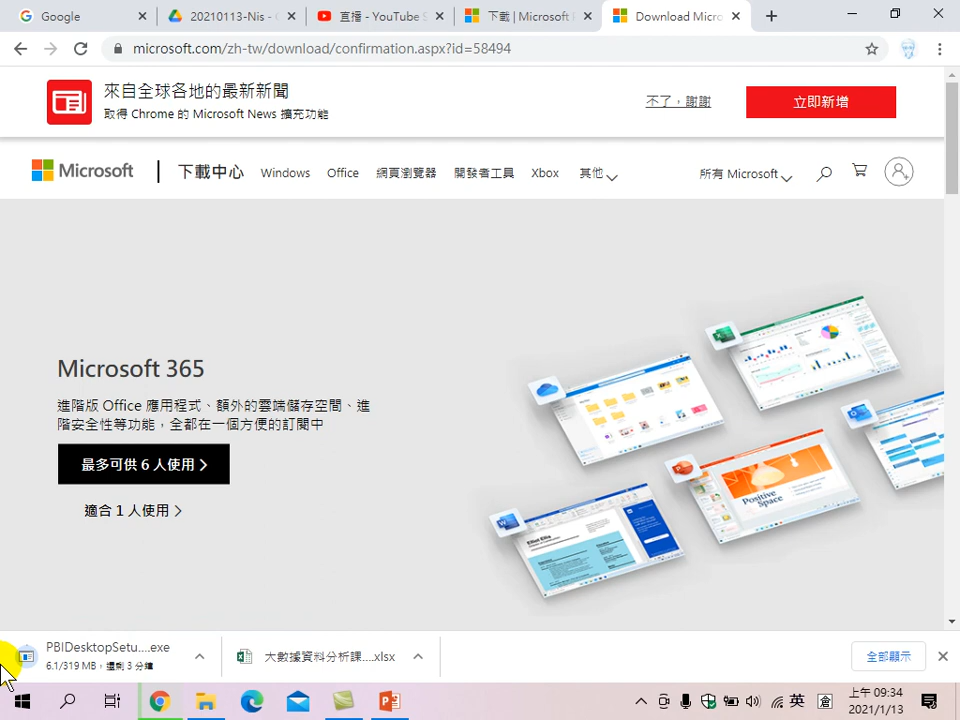 Google
20210113-Nis - G
直播 - YouTube S
下載 | Microsoft P
Download Micro
microsoft.com/zh-tw/download/confirmation.aspx?id=58494
來自全球各地的最新新聞
取得 Chrome 的 Microsoft News 擴充功能
不了，謝謝
立即新增
Microsoft
下載中心
Windows
Office
網頁瀏覽器
開發者工具
Xbox
其他
所有 Microsoft
Microsoft 365
進階版 Office 應用程式、額外的雲端儲存空間、進
階安全性等功能，全都在一個方便的訂閱中
最多可供 6 人使用
適合 1 人使用
Positive
Space
PBIDesktopSetu....exe
6.1/319 MB，還剩 3 分鐘
大數據資料分析課....xlsx
全部顯示
英
倉
上午 09:34
2021/1/13